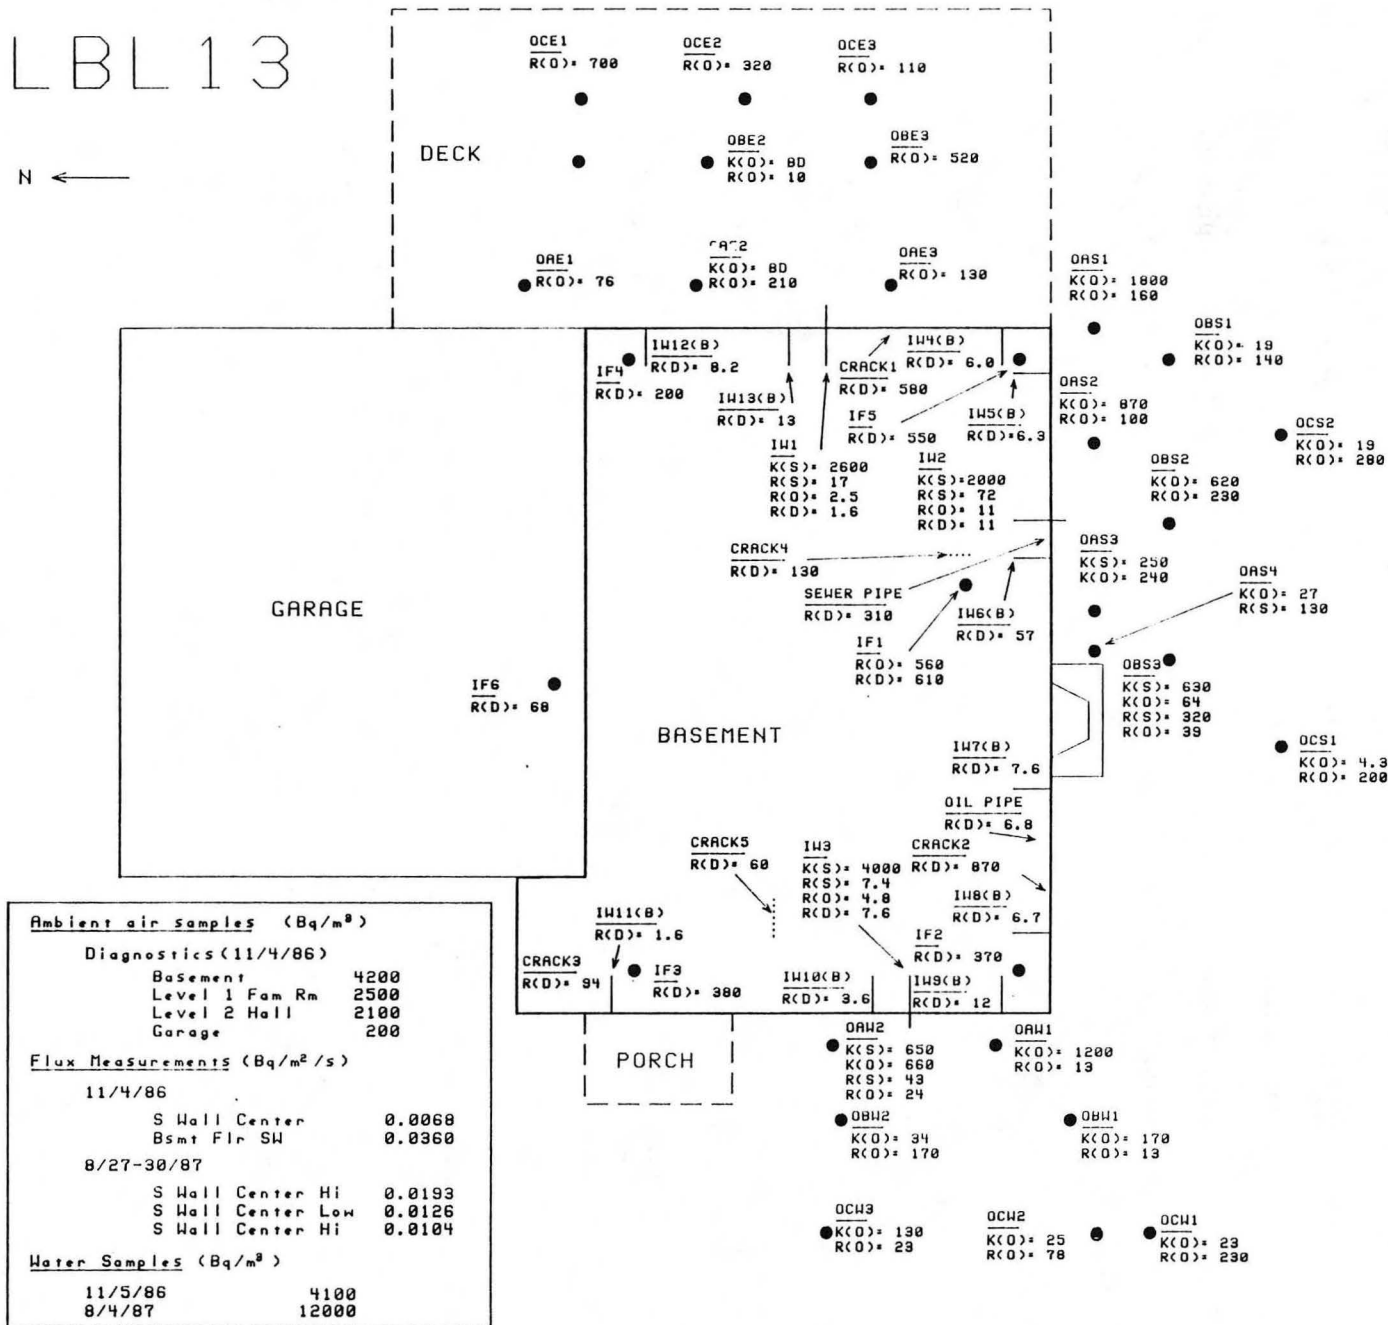 LBL13
N
DECK
OCE1
R(O)= 700
OCE2
R(O)= 320
OCE3
R(O)= 110
OBE2
K(O)= BD
R(O)= 10
OBE3
R(O)= 520
OAE1
R(O)= 76
K(O)= BD
R(O)= 210
OAE3
R(O)= 130
OAS1
K(O)= 1800
R(O)= 160
OBS1
K(O)= 19
R(O)= 140
IF4
R(D)= 200
IW12(B)
R(D)= 8.2
IW13(B)
R(D)= 13
CRACK1
R(D)= 580
IW4(B)
R(D)= 6.0
IF5
R(D)= 550
IW5(B)
R(D)=6.3
OAS2
K(O)= 870
R(O)= 100
OCS2
K(O)= 19
R(O)= 280
IW1
K(S)= 2600
R(S)= 17
R(O)= 2.5
R(D)= 1.6
IW2
K(S)=2000
R(S)= 72
R(O)= 11
R(D)= 11
OBS2
K(O)= 620
R(O)= 230
CRACK4
R(D)= 130
SEWER PIPE
R(D)= 310
OAS3
K(S)= 250
K(O)= 240
OAS4
K(O)= 27
R(S)= 130
IW6(B)
R(D)= 57
IF1
R(O)= 560
R(D)= 610
GARAGE
IF6
R(D)= 68
BASEMENT
OBS3
K(S)= 630
K(O)= 64
R(S)= 320
R(O)= 39
OCS1
K(O)= 4.3
R(O)= 200
IW7(B)
R(D)= 7.6
OIL PIPE
R(D)= 6.8
CRACK5
R(D)= 60
IW3
K(S)= 4000
R(S)= 7.4
R(O)= 4.8
R(D)= 7.6
CRACK2
R(D)= 870
IW8(B)
R(D)= 6.7
IW11(B)
R(D)= 1.6
CRACK3
R(D)= 94
IF3
R(D)= 380
IF2
R(D)= 370
IW10(B)
R(D)= 3.6
IW9(B)
R(D)= 12
PORCH
OAW2
K(S)= 650
K(O)= 660
R(S)= 43
R(O)= 24
OAW1
K(O)= 1200
R(O)= 13
OBW2
K(O)= 34
R(O)= 170
OBW1
K(O)= 170
R(O)= 13
OCW3
K(O)= 130
R(O)= 23
OCW2
K(O)= 25
R(O)= 78
OCW1
K(O)= 23
R(O)= 230
Ambient air samples (Bq/m³)
Diagnostics (11/4/86)
Basement 4200
Level 1 Fam Rm 2500
Level 2 Hall 2100
Garage 200
Flux Measurements (Bq/m²/s)
11/4/86
S Wall Center 0.0068
Bsmt Flr SW 0.0360
8/27-30/87
S Wall Center Hi 0.0193
S Wall Center Low 0.0126
S Wall Center Hi 0.0104
Water Samples (Bq/m³)
11/5/86 4100
8/4/87 12000